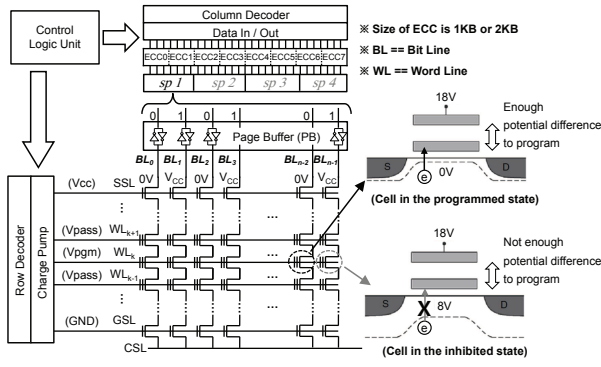 Control
Logic Unit
Column Decoder
Data In / Out
ECC0 ECC1 ECC2 ECC3 ECC4 ECC5 ECC6 ECC7
sp 1 sp 2 sp 3 sp 4
※ Size of ECC is 1KB or 2KB
※ BL == Bit Line
※ WL == Word Line
0 1 0 1 0 1
Page Buffer (PB)
BL0 BL1 BL2 BL3 BLn-2 BLn-1
Row Decoder
Charge Pump
(Vcc) SSL 0V VCC 0V VCC 0V VCC
(Vpass) WLk+1
(Vpgm) WLk
(Vpass) WLk-1
(GND) GSL
CSL
...
...
...
18V
Enough
potential difference
to program
S e 0V D
(Cell in the programmed state)
18V
Not enough
potential difference
to program
S X 8V D
e
(Cell in the inhibited state)